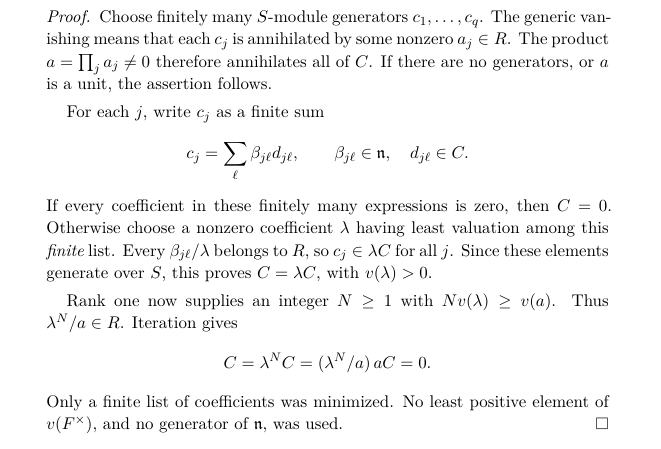 Proof. Choose finitely many S-module generators c₁, . . . , c_q. The generic van-
ishing means that each c_j is annihilated by some nonzero a_j ∈ R. The product
a = ∏_j a_j ≠ 0 therefore annihilates all of C. If there are no generators, or a
is a unit, the assertion follows.
For each j, write c_j as a finite sum
c_j = ∑_ℓ β_{jℓ}d_{jℓ}, β_{jℓ} ∈ 𝔫, d_{jℓ} ∈ C.
If every coefficient in these finitely many expressions is zero, then C = 0.
Otherwise choose a nonzero coefficient λ having least valuation among this
finite list. Every β_{jℓ}/λ belongs to R, so c_j ∈ λC for all j. Since these elements
generate over S, this proves C = λC, with v(λ) > 0.
Rank one now supplies an integer N ≥ 1 with Nv(λ) ≥ v(a). Thus
λ^N/a ∈ R. Iteration gives
C = λ^N C = (λ^N/a) aC = 0.
Only a finite list of coefficients was minimized. No least positive element of
v(F^×), and no generator of 𝔫, was used. □